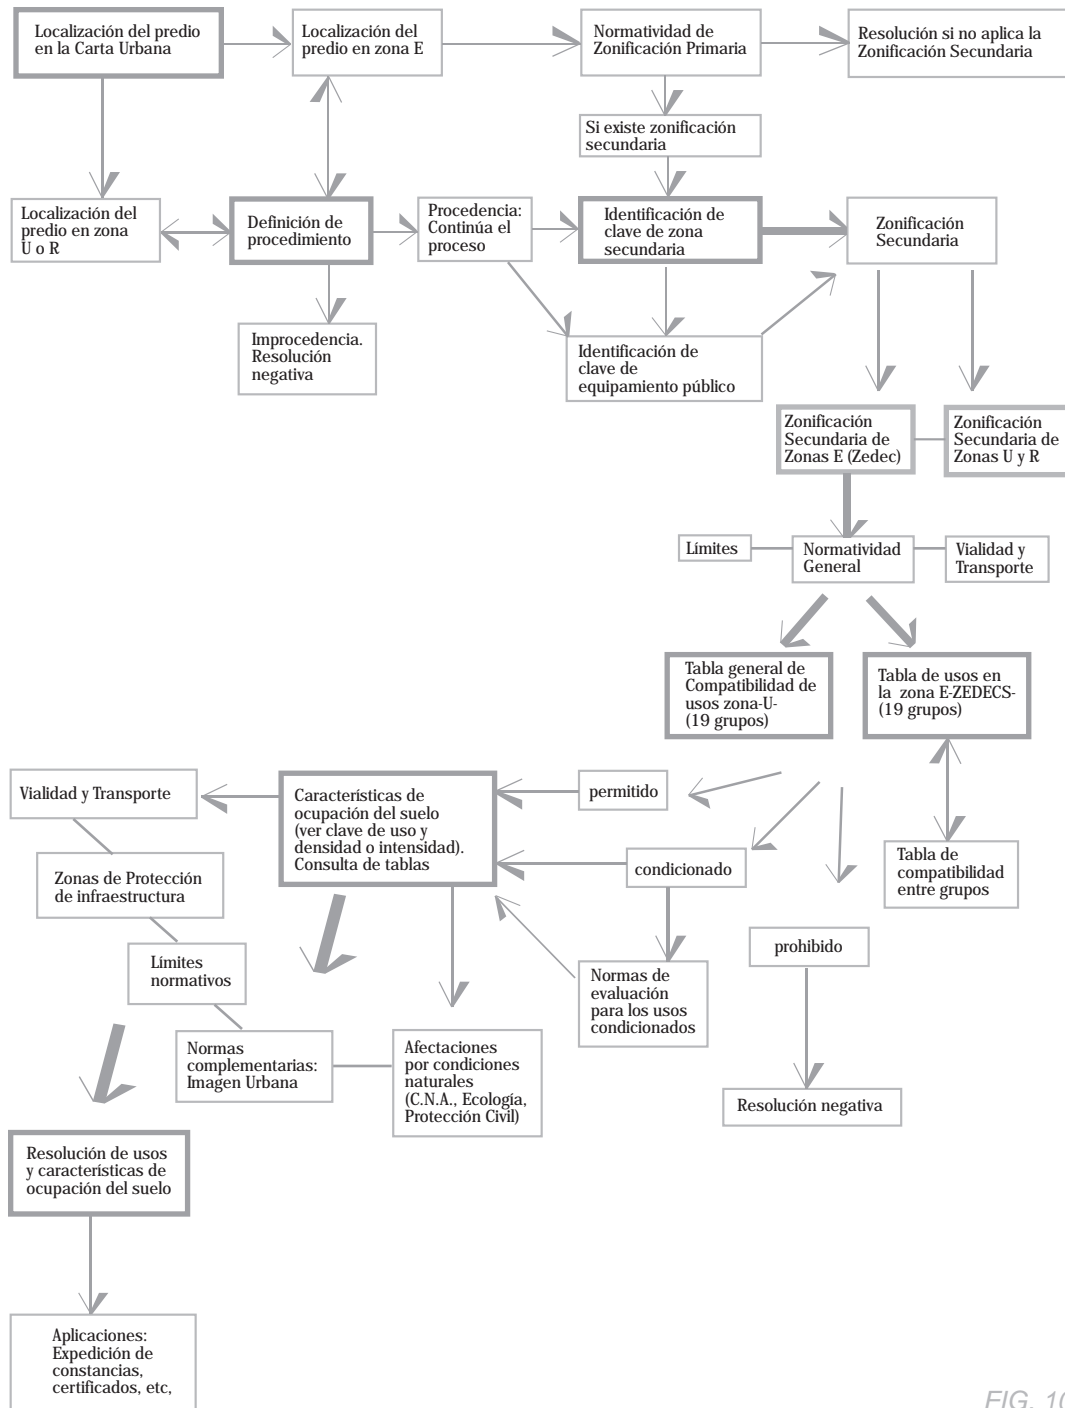 Localización del predio
en la Carta Urbana
Localización del
predio en zona E
Normatividad de
Zonificación Primaria
Resolución si no aplica la
Zonificación Secundaria
Si existe zonificación
secundaria
Localización del
predio en zona
U o R
Definición de
procedimiento
Procedencia:
Continúa el
proceso
Identificación de
clave de zona
secundaria
Zonificación
Secundaria
Improcedencia.
Resolución
negativa
Identificación de
clave de
equipamiento público
Zonificación
Secundaria de
Zonas E (Zedec)
Zonificación
Secundaria de
Zonas U y R
Límites
Normatividad
General
Vialidad y
Transporte
Tabla general de
Compatibilidad de
usos zona-U-
(19 grupos)
Tabla de usos en
la zona E-ZEDECS-
(19 grupos)
Vialidad y Transporte
Características de
ocupación del suelo
(ver clave de uso y
densidad o intensidad).
Consulta de tablas
permitido
condicionado
Tabla de
compatibilidad
entre grupos
Zonas de Protección
de infraestructura
prohibido
Límites
normativos
Normas de
evaluación
para los usos
condicionados
Normas
complementarias:
Imagen Urbana
Afectaciones
por condiciones
naturales
(C.N.A., Ecología,
Protección Civil)
Resolución negativa
Resolución de usos
y características de
ocupación del suelo
Aplicaciones:
Expedición de
constancias,
certificados, etc,
FIG. 10